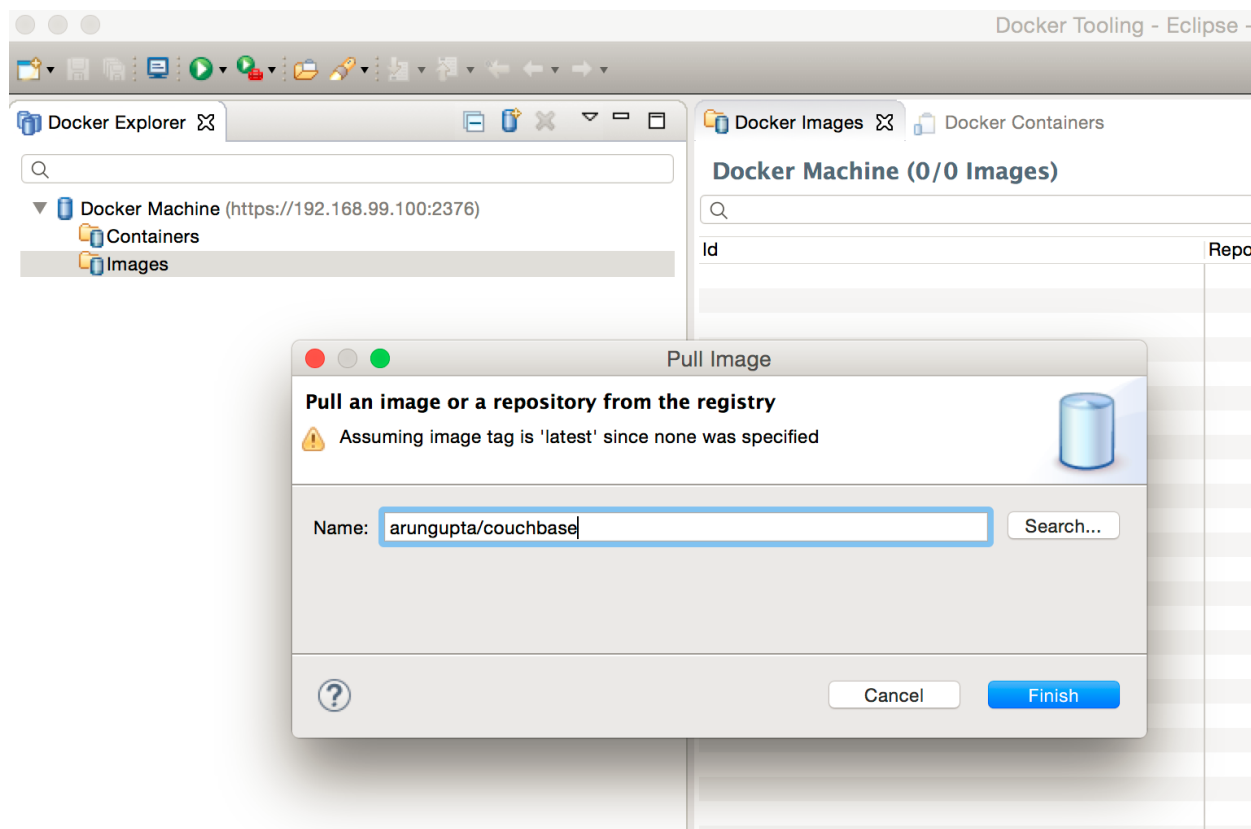 Docker Tooling - Eclipse -
Docker Explorer
Docker Images
Docker Containers
Docker Machine (0/0 Images)
Docker Machine (https://192.168.99.100:2376)
Containers
Images
Id
Repo
Pull Image
Pull an image or a repository from the registry
Assuming image tag is 'latest' since none was specified
Name:
arungupta/couchbase
Search...
?
Cancel
Finish